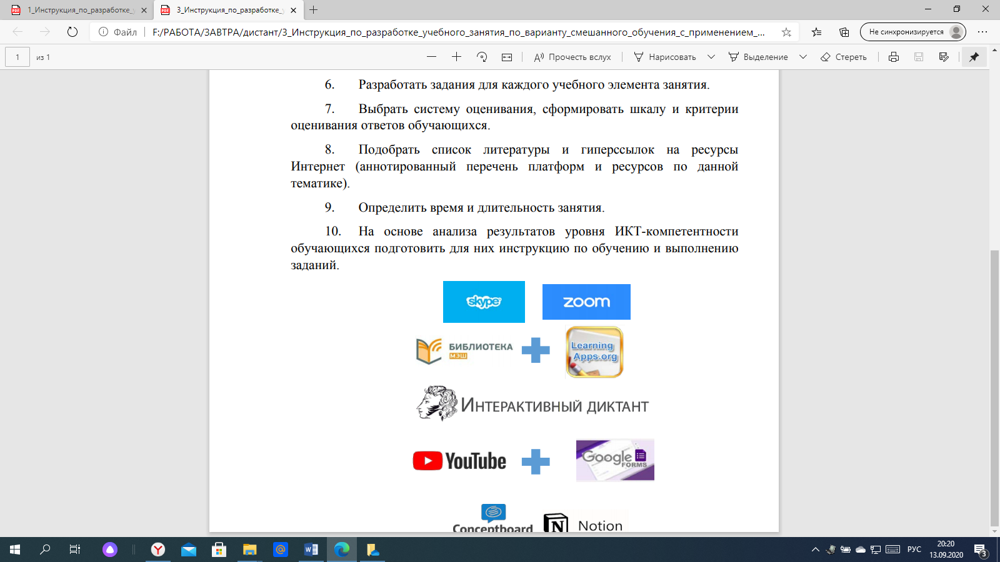 1_Инструкция_по_разработке_у
3_Инструкция_по_разработке_у
Файл
F:/РАБОТА/ЗАВТРА/дистант/3_Инструкция_по_разработке_учебного_занятия_по_варианту_смешанного_обучения_с_применением_...
Не синхронизируется
1 из 1
Прочесть вслух
Нарисовать
Выделение
Стереть
6. Разработать задания для каждого учебного элемента занятия.
7. Выбрать систему оценивания, сформировать шкалу и критерии
оценивания ответов обучающихся.
8. Подобрать список литературы и гиперссылок на ресурсы
Интернет (аннотированный перечень платформ и ресурсов по данной
тематике).
9. Определить время и длительность занятия.
10. На основе анализа результатов уровня ИКТ-компетентности
обучающихся подготовить для них инструкцию по обучению и выполнению
заданий.
skype
zoom
БИБЛИОТЕКА
МЭШ
Learning
Apps.org
Интерактивный диктант
YouTube
Google
FORMS
Conceptboard
Notion
РУС
20:20
13.09.2020
3